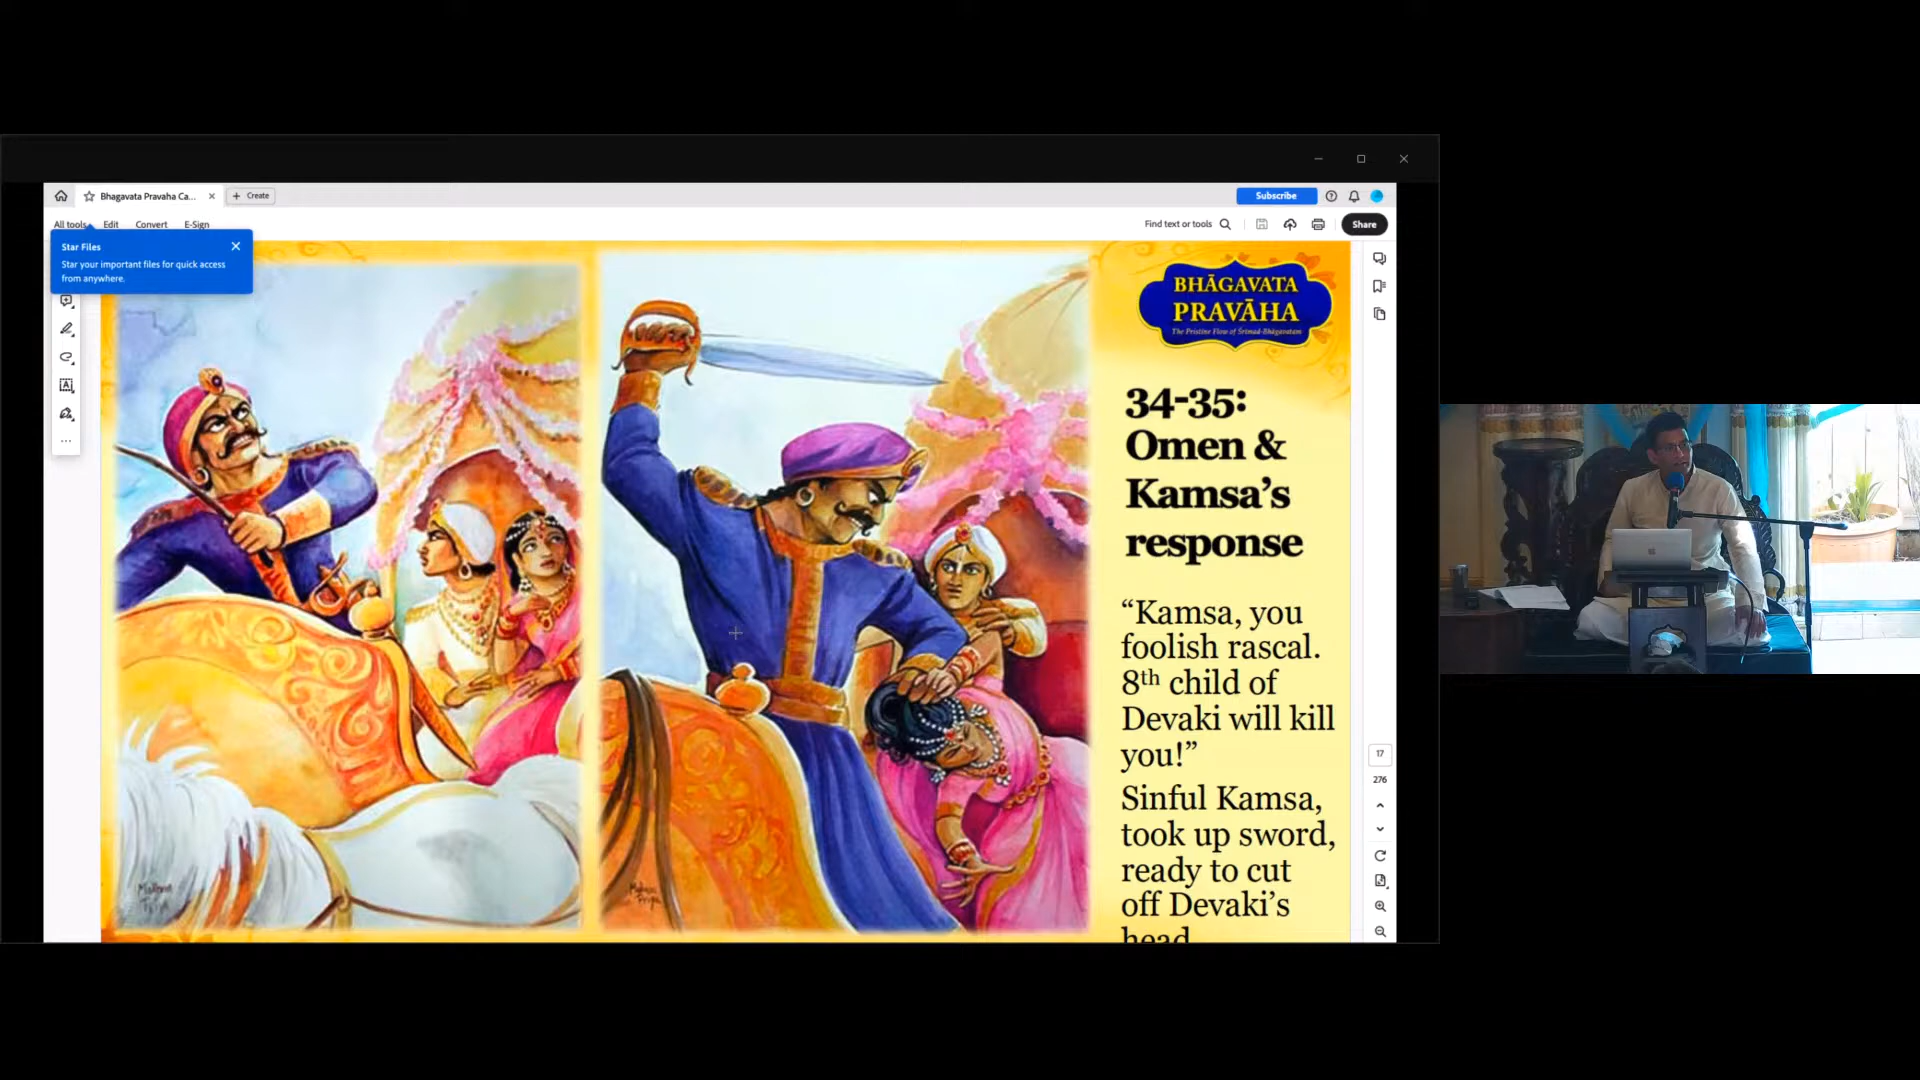 Bhagavata Pravaha Ca...
Create
Subscribe
All tools
Edit
Convert
E-Sign
Find text or tools
Share
Star Files
Star your important files for quick access
from anywhere.
BHĀGAVATA
PRAVĀHA
The Pristine Flow of Śrīmad-Bhāgavatam
34-35:
Omen &
Kamsa’s
response
“Kamsa, you
foolish rascal.
8th child of
Devaki will kill
you!”
Sinful Kamsa,
took up sword,
ready to cut
off Devaki’s
head
17
276